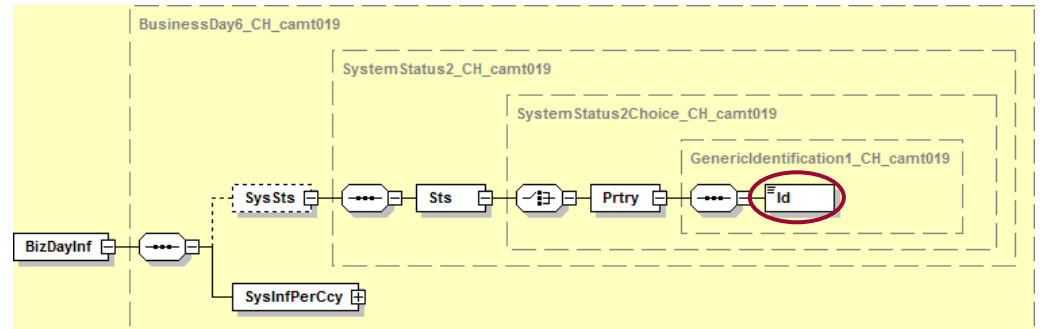 BusinessDay6_CH_camt019
SystemStatus2_CH_camt019
SystemStatus2Choice_CH_camt019
GenericIdentification1_CH_camt019
SysSts
Sts
Prtry
Id
BizDayInf
SysInfPerCcy